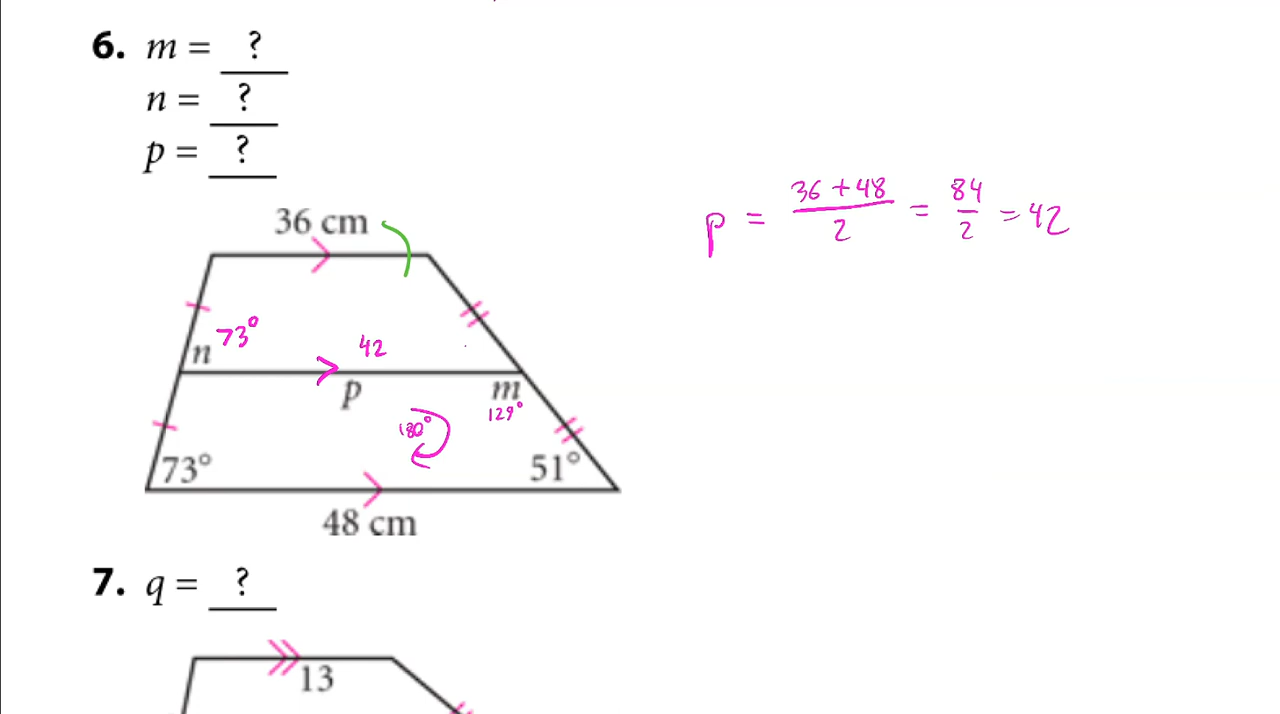 6. m = ?
n = ?
p = ?
36 cm
p = 36 + 48 / 2 = 84 / 2 = 42
73°
n
42
p
m
129°
180°
73°
51°
48 cm
7. q = ?
13